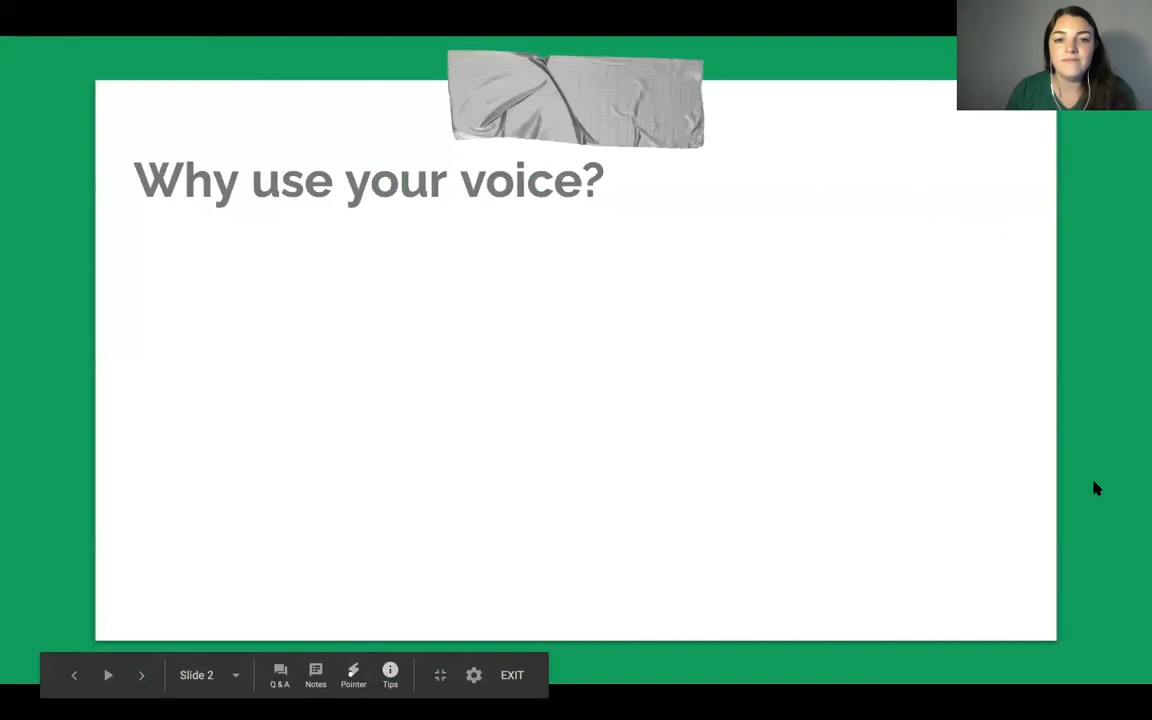 Why use your voice?
Slide 2
Q & A
Notes
Pointer
Tips
EXIT